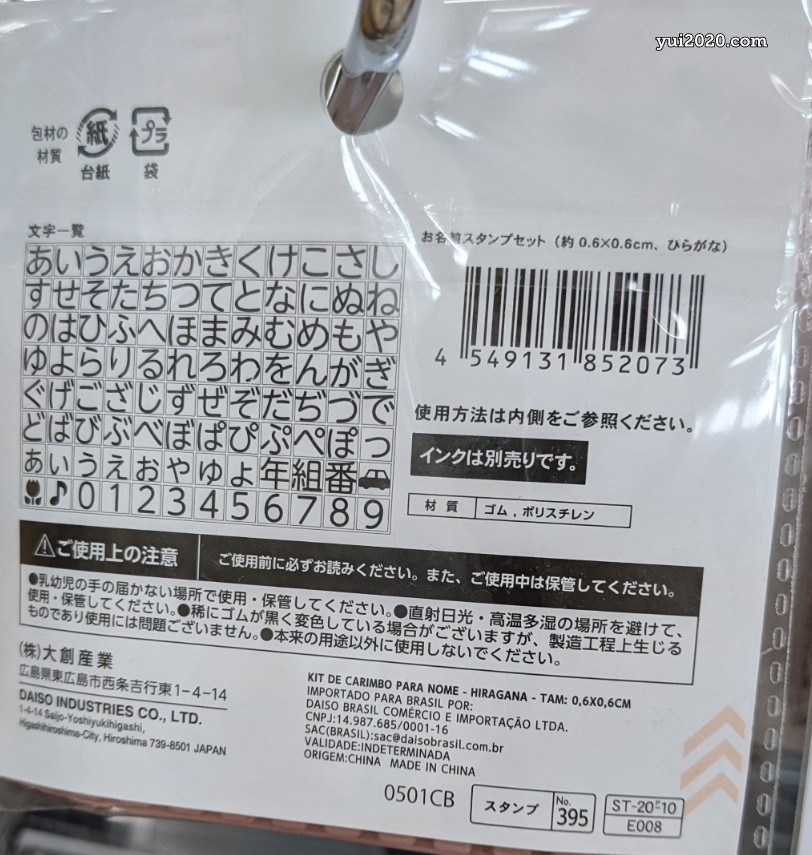 yui2020.com
包材の
材質
紙
台紙
プラ
袋
文字一覧
あいうえおかきくけこさし
すせそたちつてとなにぬね
のはひふへほまみむめもや
ゆよらりるれろわをんがぎ
ぐげござじずぜぞだぢづで
どばびぶべぼぱぴぷぺぽっ
あいうえおやゆよ年組番
♪0123456789
お名前スタンプセット（約 0.6×0.6cm、ひらがな）
4 549131 852073
使用方法は内側をご参照ください。
インクは別売りです。
材質 ゴム , ポリスチレン
⚠ご使用上の注意 ご使用前に必ずお読みください。また、ご使用中は保管してください。
●乳幼児の手の届かない場所で使用・保管してください。●直射日光・高温多湿の場所を避けて、
使用・保管してください。●稀にゴムが黒く変色している場合がございますが、製造工程上生じる
ものであり使用には問題ございません。●本来の用途以外に使用しないでください。
(株)大創産業
広島県東広島市西条吉行東1-4-14
DAISO INDUSTRIES CO., LTD.
1-4-14 Saijo-Yoshiyukihigashi,
Higashihiroshima-City, Hiroshima 739-8501 JAPAN
KIT DE CARIMBO PARA NOME - HIRAGANA - TAM: 0,6X0,6CM
IMPORTADO PARA BRASIL POR:
DAISO BRASIL COMÉRCIO E IMPORTAÇÃO LTDA.
CNPJ:14.987.685/0001-16
SAC(BRASIL):sac@daisobrasil.com.br
VALIDADE:INDETERMINADA
ORIGEM:CHINA MADE IN CHINA
0501CB
スタンプ No. 395
ST-20-E10
E008